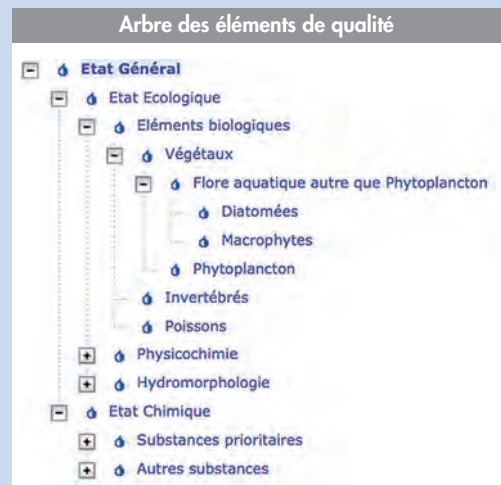 Arbre des éléments de qualité
Etat Général
Etat Ecologique
Eléments biologiques
Végétaux
Flore aquatique autre que Phytoplancton
Diatomées
Macrophytes
Phytoplancton
Invertébrés
Poissons
Physicochimie
Hydromorphologie
Etat Chimique
Substances prioritaires
Autres substances